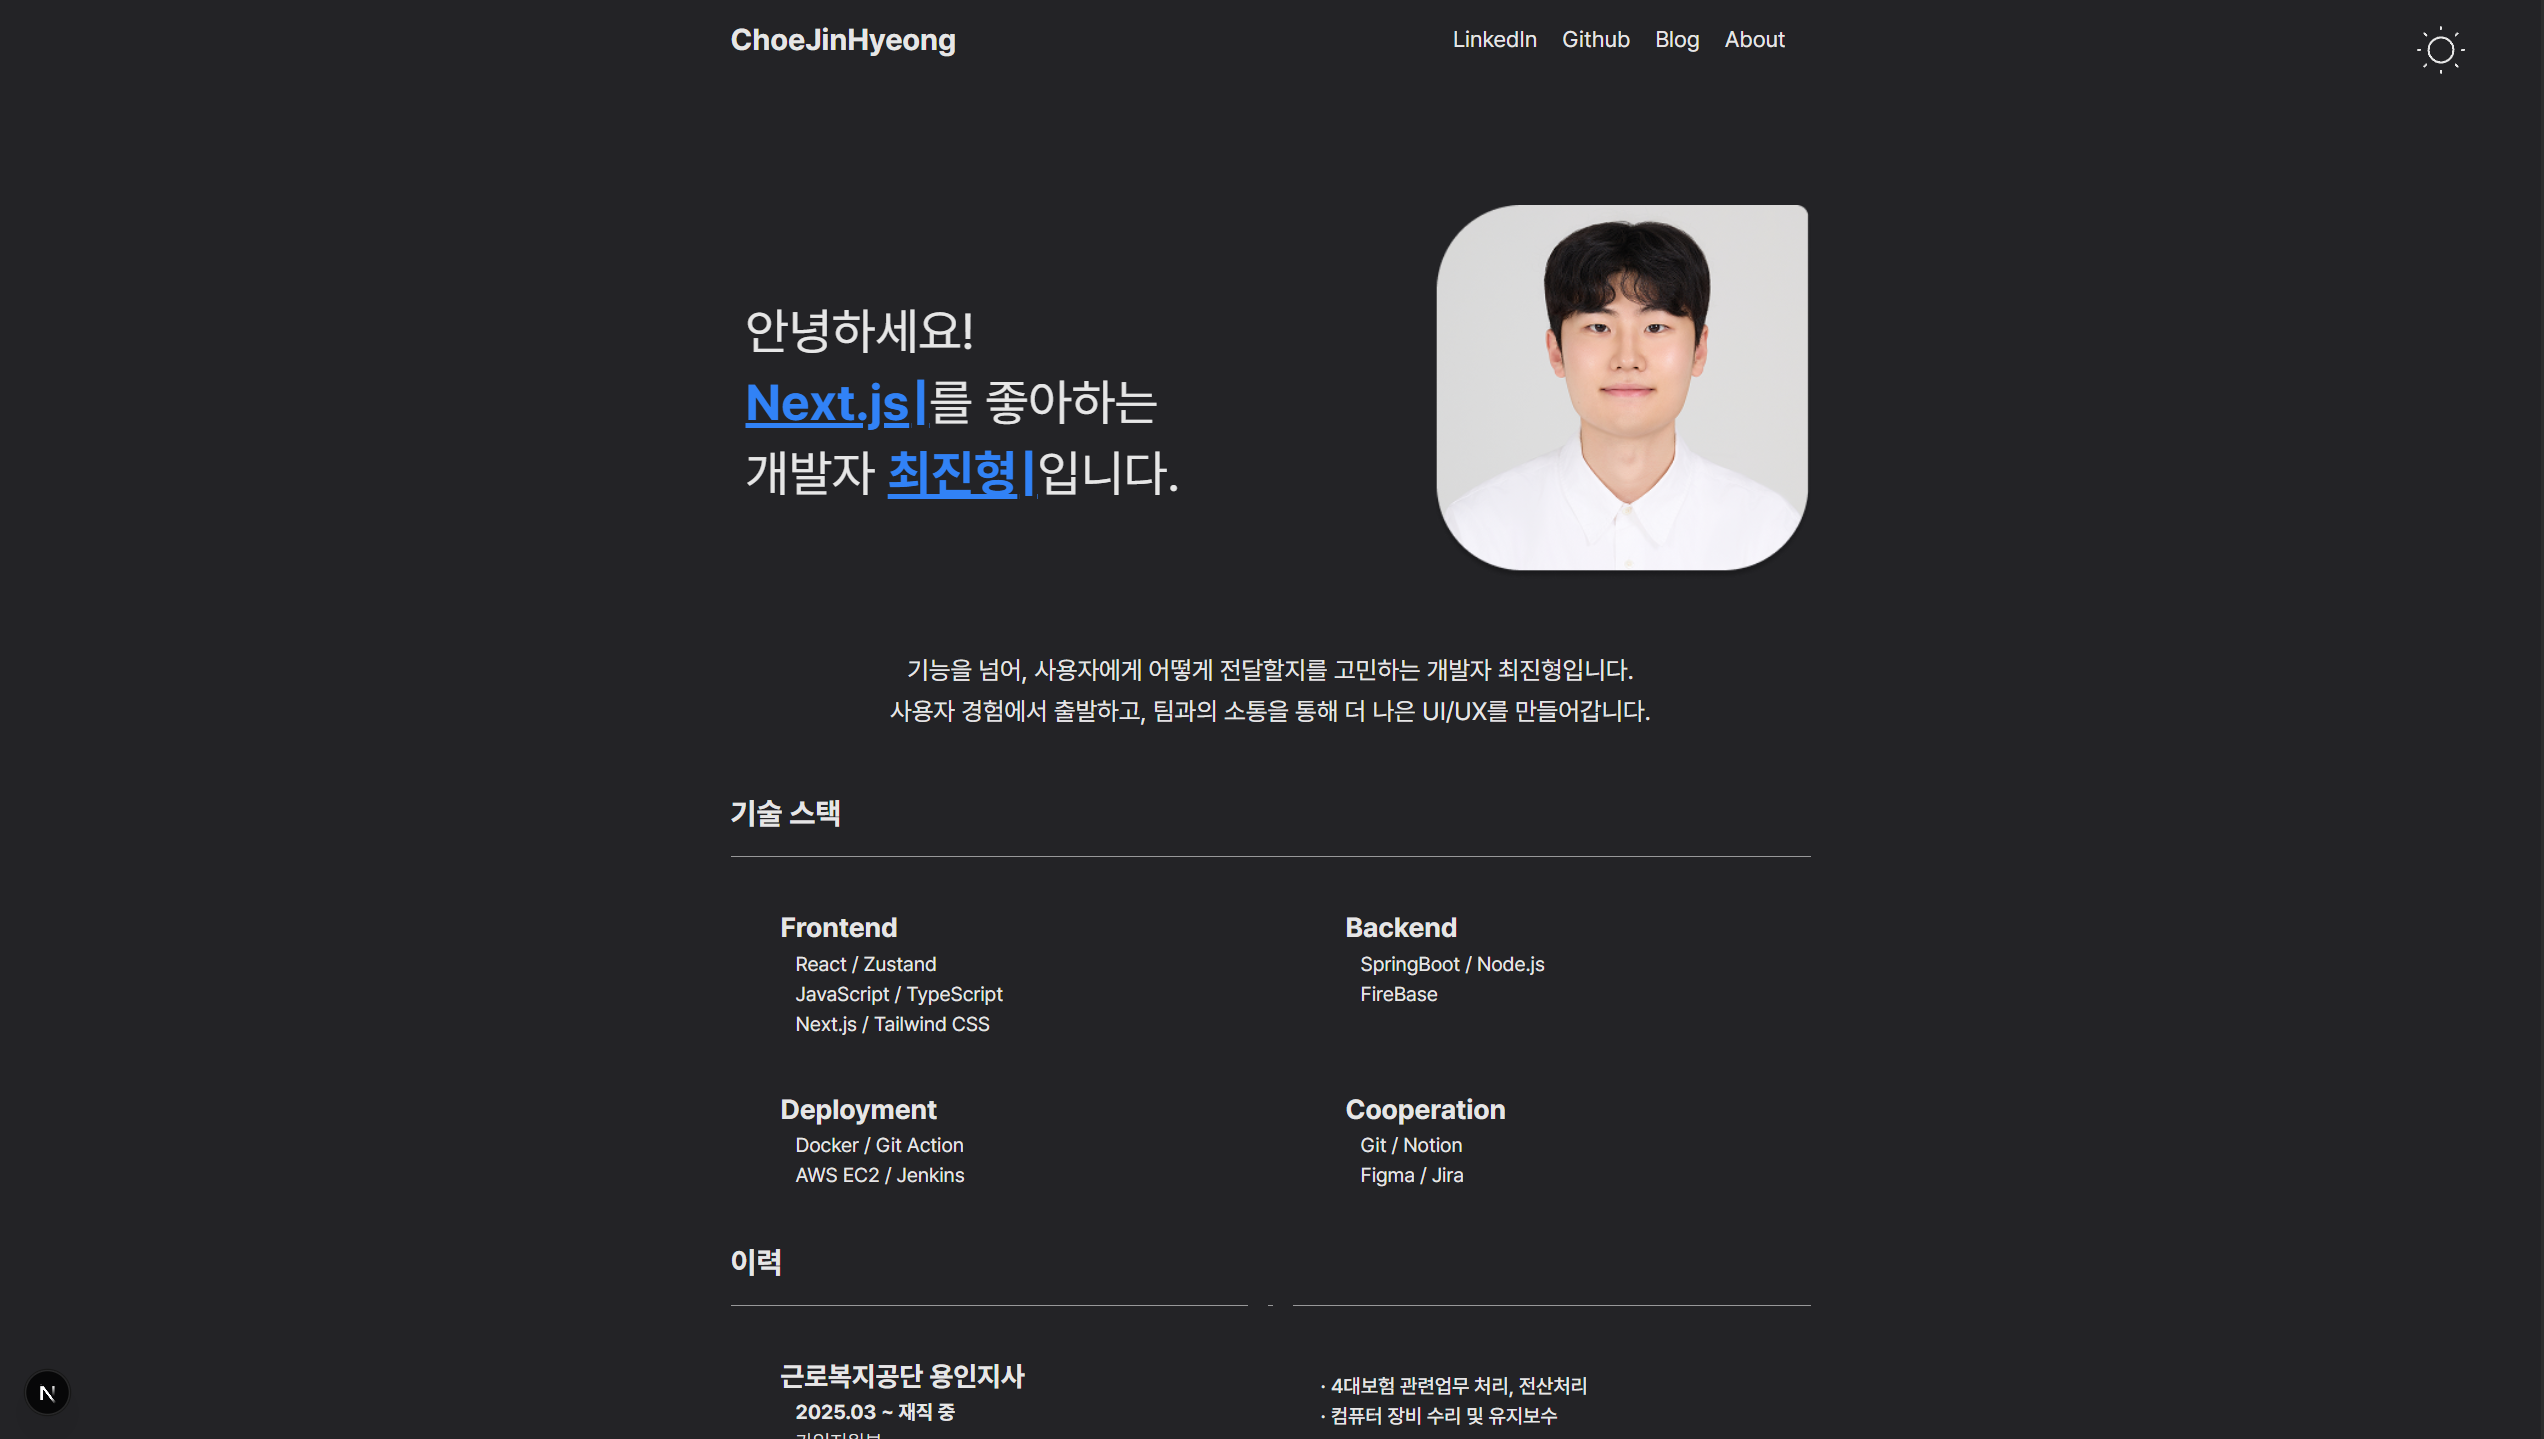 ChoeJinHyeong
LinkedIn Github Blog About
안녕하세요!
Next.js|를 좋아하는
개발자 최진형|입니다.
기능을 넘어, 사용자에게 어떻게 전달할지를 고민하는 개발자 최진형입니다.
사용자 경험에서 출발하고, 팀과의 소통을 통해 더 나은 UI/UX를 만들어갑니다.
기술 스택
Frontend
React / Zustand
JavaScript / TypeScript
Next.js / Tailwind CSS
Backend
SpringBoot / Node.js
FireBase
Deployment
Docker / Git Action
AWS EC2 / Jenkins
Cooperation
Git / Notion
Figma / Jira
이력
근로복지공단 용인지사
2025.03 ~ 재직 중
· 4대보험 관련업무 처리, 전산처리
· 컴퓨터 장비 수리 및 유지보수
N